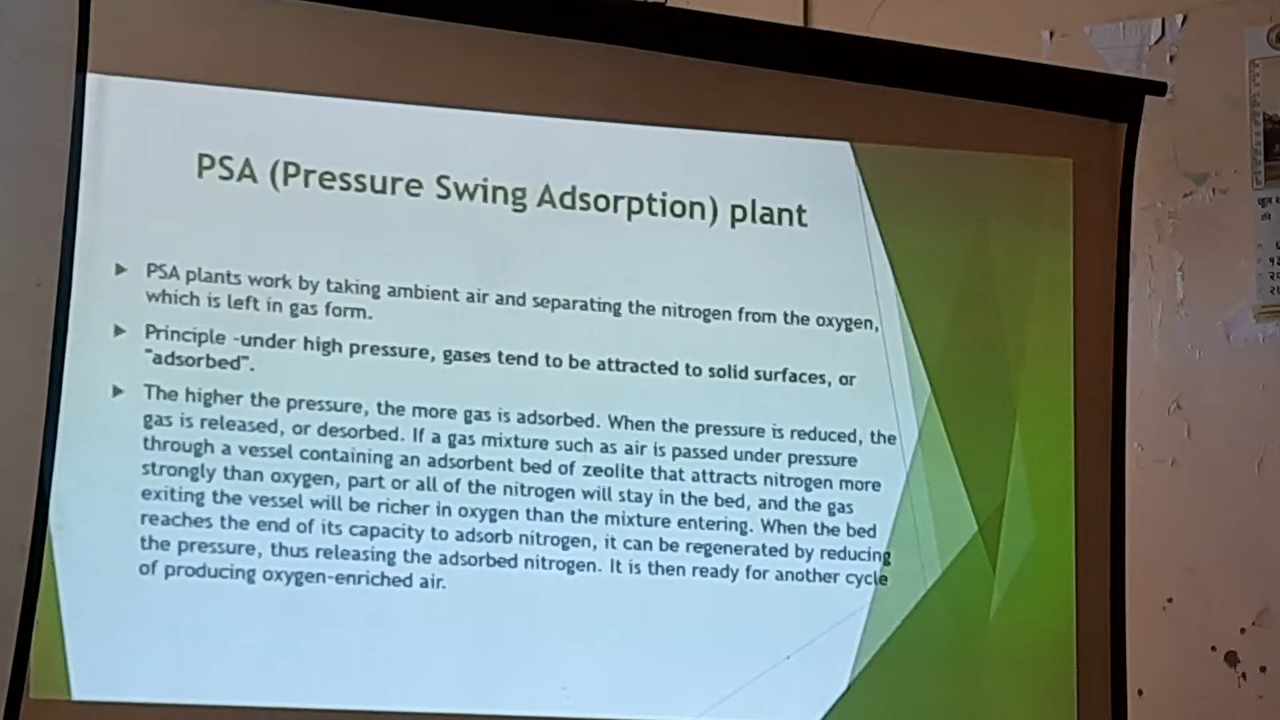 PSA (Pressure Swing Adsorption) plant
PSA plants work by taking ambient air and separating the nitrogen from the oxygen,
which is left in gas form.
Principle -under high pressure, gases tend to be attracted to solid surfaces, or
"adsorbed".
The higher the pressure, the more gas is adsorbed. When the pressure is reduced, the
gas is released, or desorbed. If a gas mixture such as air is passed under pressure
through a vessel containing an adsorbent bed of zeolite that attracts nitrogen more
strongly than oxygen, part or all of the nitrogen will stay in the bed, and the gas
exiting the vessel will be richer in oxygen than the mixture entering. When the bed
reaches the end of its capacity to adsorb nitrogen, it can be regenerated by reducing
the pressure, thus releasing the adsorbed nitrogen. It is then ready for another cycle
of producing oxygen-enriched air.